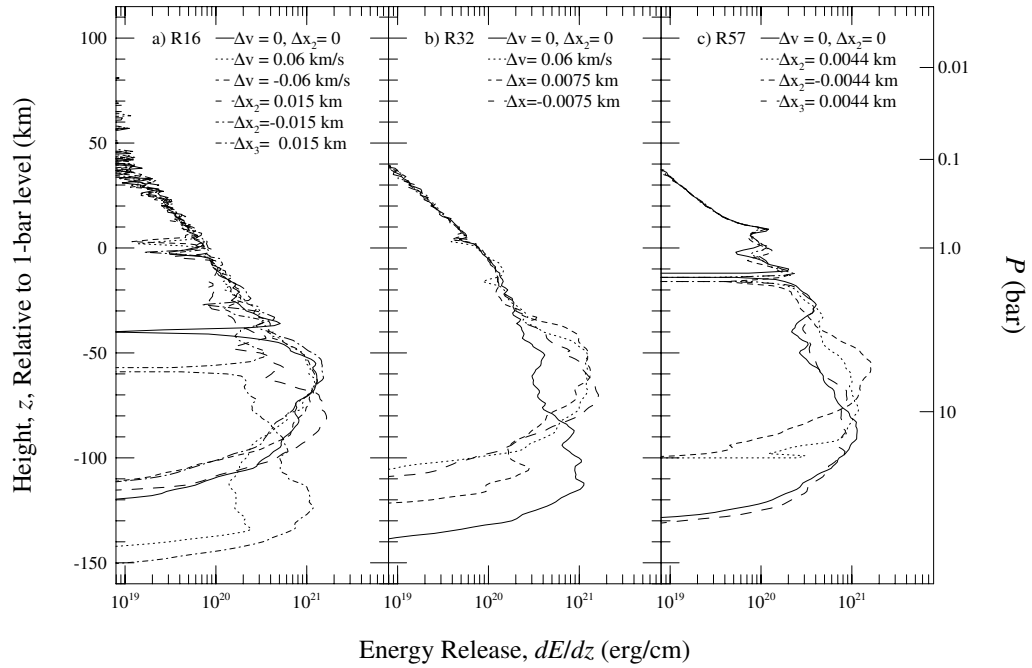 a) R16
Δv = 0, Δx₂= 0
Δv = 0.06 km/s
Δv = -0.06 km/s
Δx₂= 0.015 km
Δx₂=-0.015 km
Δx₃=  0.015 km
b) R32
Δv = 0, Δx₂= 0
Δv= 0.06 km/s
Δx= 0.0075 km
Δx=-0.0075 km
c) R57
Δv = 0, Δx₂= 0
Δx₂= 0.0044 km
Δx₂=-0.0044 km
Δx₃= 0.0044 km
Height, z, Relative to 1-bar level (km)
100
50
0
-50
-100
-150
0.01
0.1
1.0
10
P (bar)
10¹⁹ 10²⁰ 10²¹ 10¹⁹ 10²⁰ 10²¹ 10¹⁹ 10²⁰ 10²¹
Energy Release, dE/dz (erg/cm)